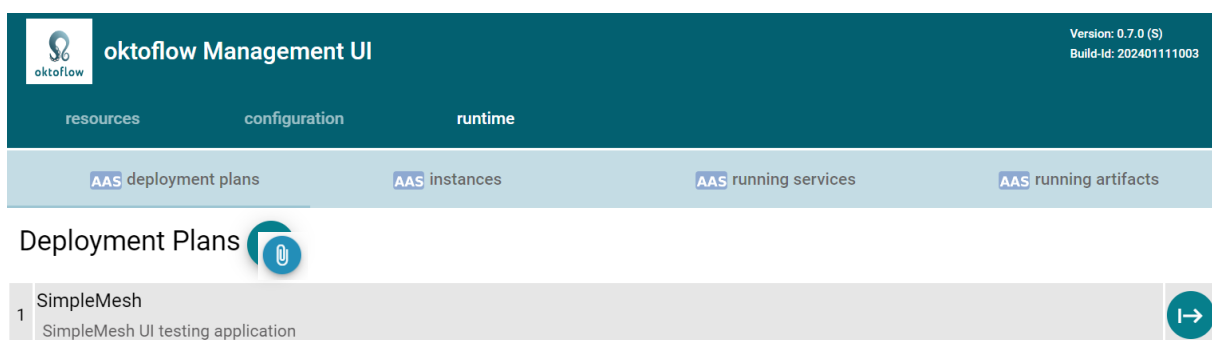 oktoflow
oktoflow Management UI
Version: 0.7.0 (S)
Build-Id: 202401111003
resources configuration runtime
AAS deployment plans AAS instances AAS running services AAS running artifacts
Deployment Plans
1 SimpleMesh
SimpleMesh UI testing application